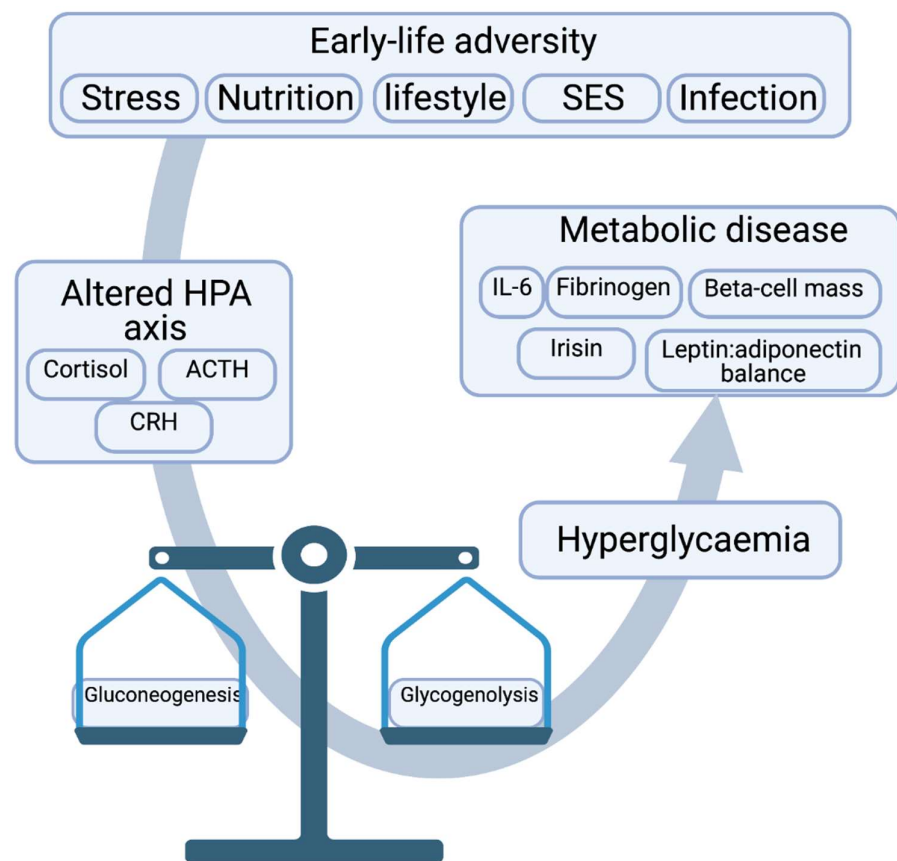 Early-life adversity
Stress
Nutrition
lifestyle
SES
Infection
Metabolic disease
IL-6
Fibrinogen
Beta-cell mass
Irisin
Leptin:adiponectin
balance
Altered HPA
axis
Cortisol
ACTH
CRH
Hyperglycaemia
Gluconeogenesis
Glycogenolysis